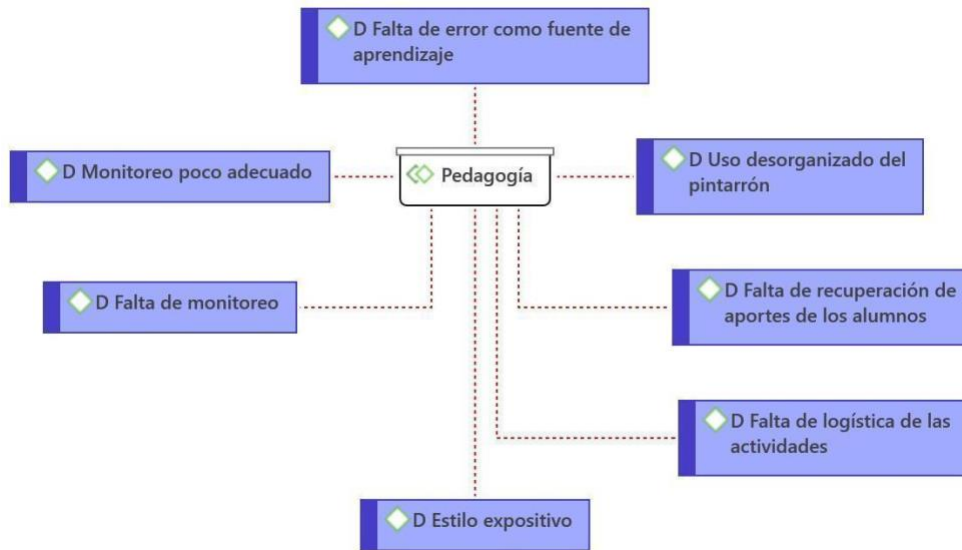 D Falta de error como fuente de
aprendizaje
D Monitoreo poco adecuado
Pedagogía
D Uso desorganizado del
pintarrón
D Falta de monitoreo
D Falta de recuperación de
aportes de los alumnos
D Falta de logística de las
actividades
D Estilo expositivo